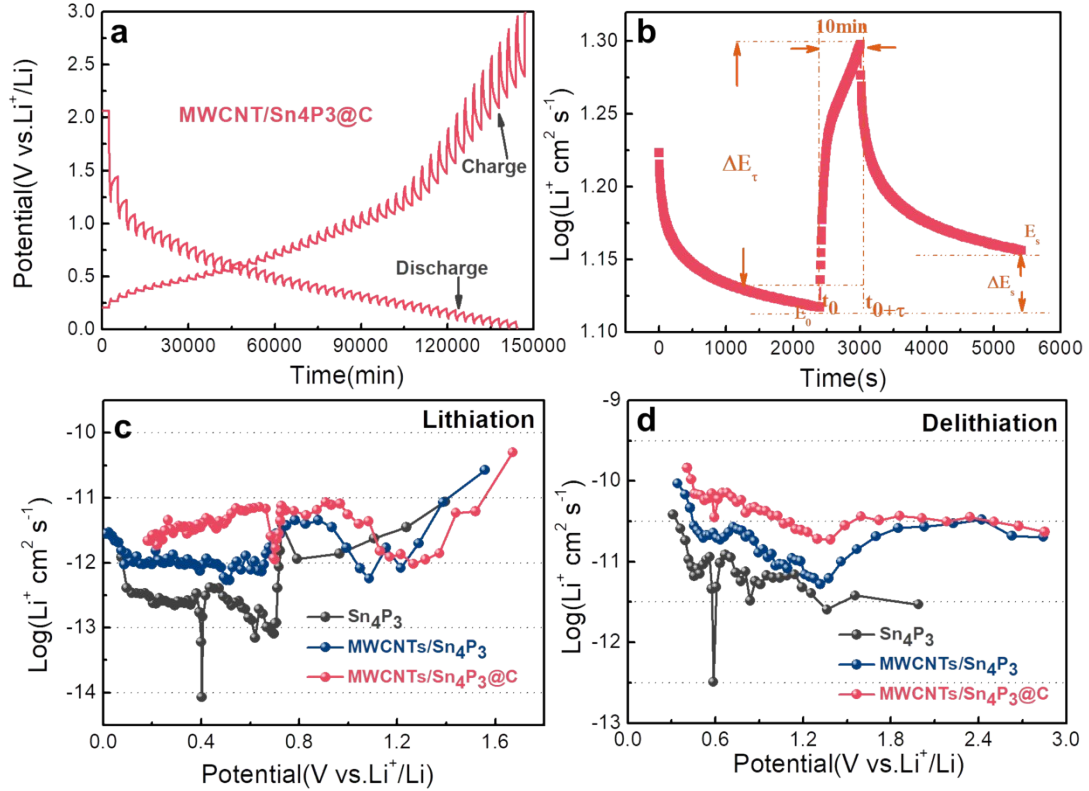 a
Potential(V vs.Li⁺/Li)
3.0
2.5
2.0
1.5
1.0
0.5
0.0
MWCNT/Sn4P3@C
Charge
Discharge
0 30000 60000 90000 120000 150000
Time(min)
b
Log(Li⁺ cm² s⁻¹)
1.30
1.25
1.20
1.15
1.10
10min
ΔEτ
t₀
t₀₊τ
E₀
Eₛ
ΔEₛ
0 1000 2000 3000 4000 5000 6000
Time(s)
c
Lithiation
Log(Li⁺ cm² s⁻¹)
-10
-11
-12
-13
-14
Sn₄P₃
MWCNTs/Sn₄P₃
MWCNTs/Sn₄P₃@C
0.0 0.4 0.8 1.2 1.6
Potential(V vs.Li⁺/Li)
d
Delithiation
Log(Li⁺ cm² s⁻¹)
-9
-10
-11
-12
-13
Sn₄P₃
MWCNTs/Sn₄P₃
MWCNTs/Sn₄P₃@C
0.0 0.6 1.2 1.8 2.4 3.0
Potential(V vs.Li⁺/Li)